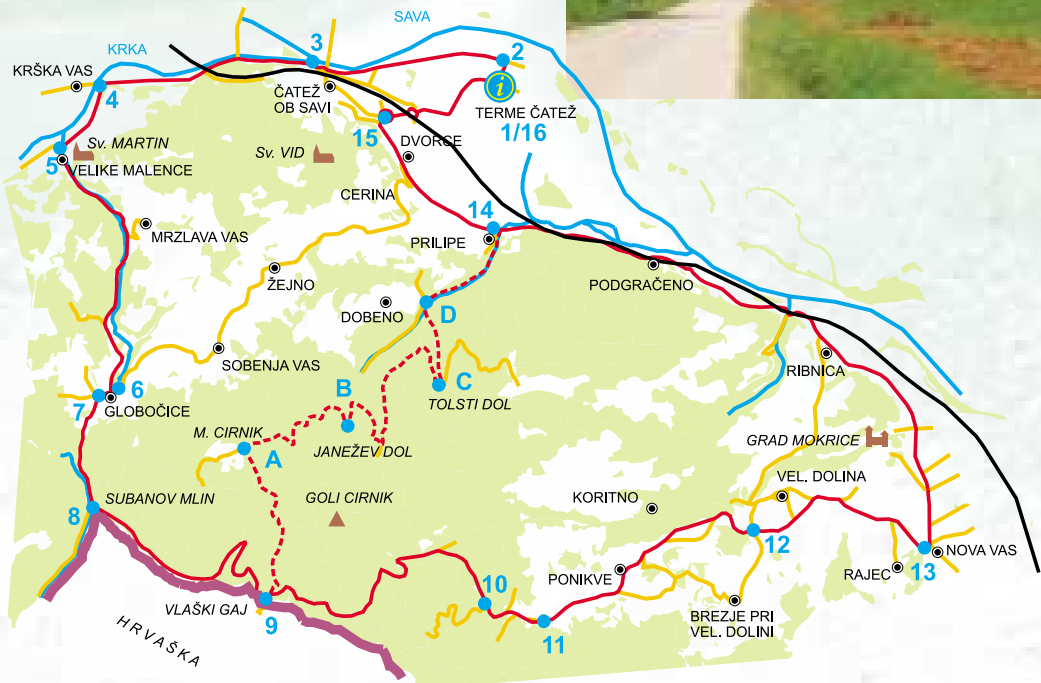 SAVA
KRKA
3
2
KRŠKA VAS
4
ČATEŽ
OB SAVI
i
TERME ČATEŽ
1/16
15
DVORCE
5
Sv. MARTIN
VELIKE MALENCE
Sv. VID
CERINA
14
PRILIPE
MRZLAVA VAS
ŽEJNO
PODGRAČENO
DOBENO
D
SOBENJA VAS
RIBNICA
6
7
GLOBOČICE
B
C
TOLSTI DOL
M. CIRNIK
A
JANEŽEV DOL
GRAD MOKRICE
8
SUBANOV MLIN
GOLI CIRNIK
KORITNO
VEL. DOLINA
12
13
NOVA VAS
RAJEC
PONIKVE
10
VLAŠKI GAJ
9
11
BREZJE PRI
VEL. DOLINI
HRVAŠKA